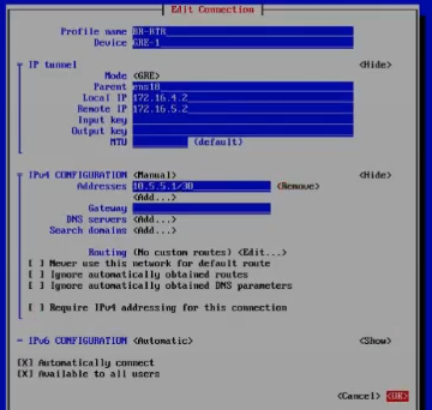 Edit Connection
Profile name BR-RTR
Device GRE-1
IP tunnel <Hide>
Mode <GRE>
Parent ens18
Local IP 172.16.4.2
Remote IP 172.16.5.2
Input key
Output key
MTU (default)
IPv4 CONFIGURATION <Manual> <Hide>
Addresses 10.5.5.1/30 <Remove>
<Add...>
Gateway
DNS servers <Add...>
Search domains <Add...>
Routing (No custom routes) <Edit...>
[ ] Never use this network for default route
[ ] Ignore automatically obtained routes
[ ] Ignore automatically obtained DNS parameters
[ ] Require IPv4 addressing for this connection
IPv6 CONFIGURATION <Automatic> <Show>
[X] Automatically connect
[X] Available to all users
<Cancel> <OK>